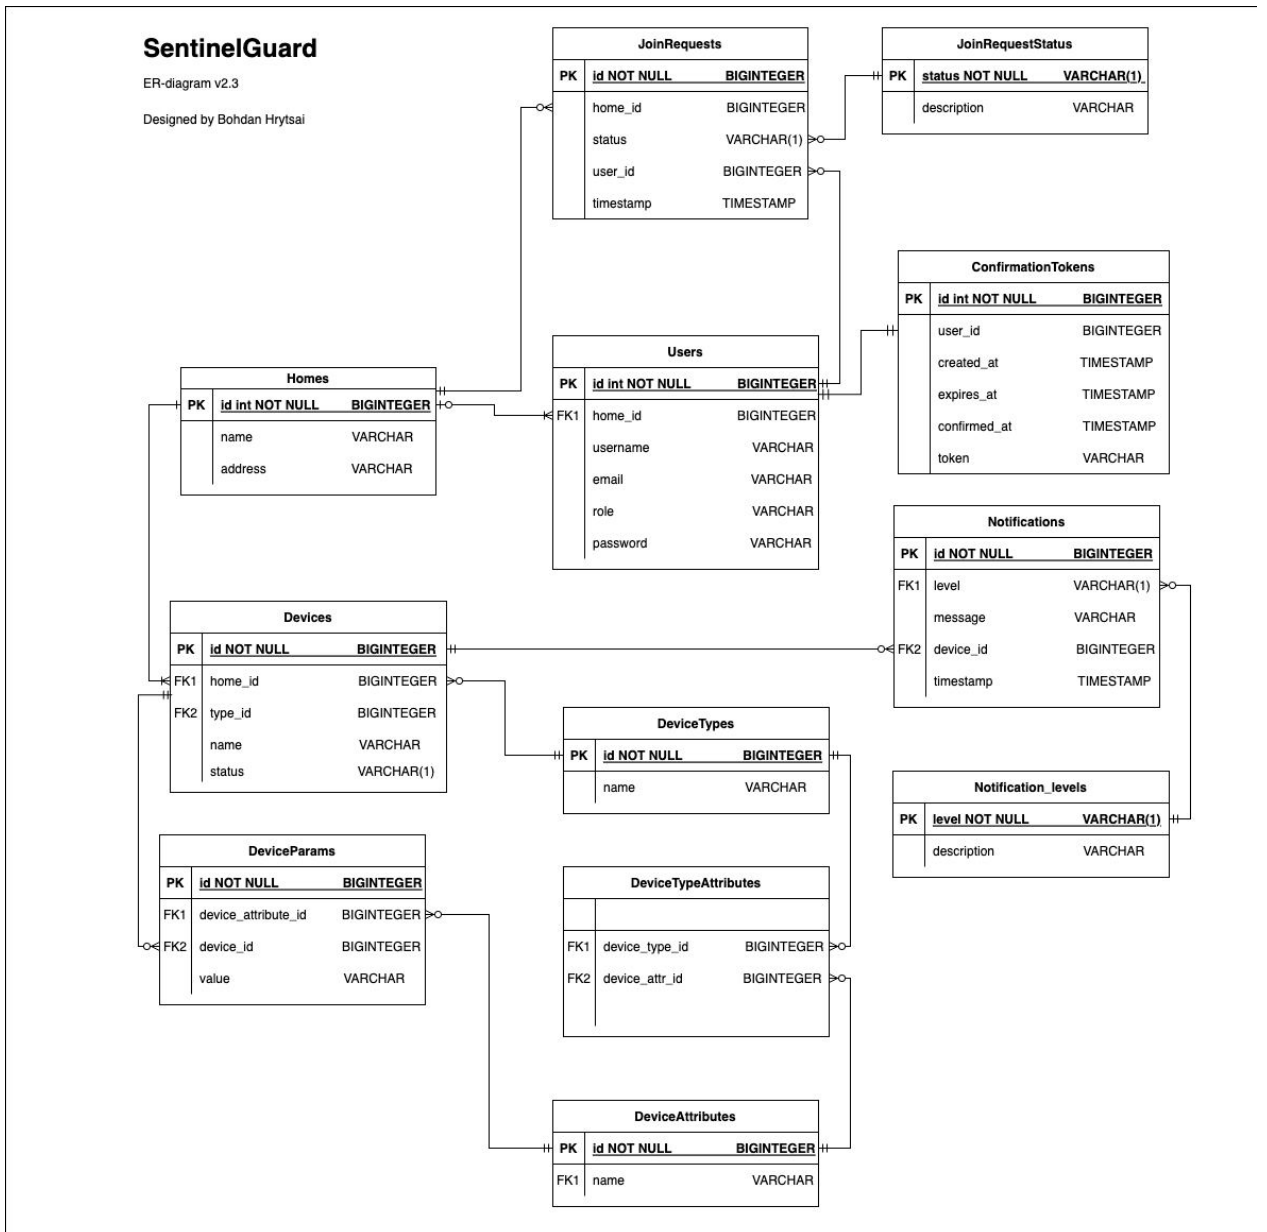 SentinelGuard
ER-diagram v2.3
Designed by Bohdan Hrytsai
JoinRequests
PK id NOT NULL BIGINTEGER
home_id BIGINTEGER
status VARCHAR(1)
user_id BIGINTEGER
timestamp TIMESTAMP
JoinRequestStatus
PK status NOT NULL VARCHAR(1)
description VARCHAR
ConfirmationTokens
PK id int NOT NULL BIGINTEGER
user_id BIGINTEGER
created_at TIMESTAMP
expires_at TIMESTAMP
confirmed_at TIMESTAMP
token VARCHAR
Users
PK id int NOT NULL BIGINTEGER
FK1 home_id BIGINTEGER
username VARCHAR
email VARCHAR
role VARCHAR
password VARCHAR
Homes
PK id int NOT NULL BIGINTEGER
name VARCHAR
address VARCHAR
Notifications
PK id NOT NULL BIGINTEGER
FK1 level VARCHAR(1)
message VARCHAR
FK2 device_id BIGINTEGER
timestamp TIMESTAMP
Devices
PK id NOT NULL BIGINTEGER
FK1 home_id BIGINTEGER
FK2 type_id BIGINTEGER
name VARCHAR
status VARCHAR(1)
DeviceTypes
PK id NOT NULL BIGINTEGER
name VARCHAR
Notification_levels
PK level NOT NULL VARCHAR(1)
description VARCHAR
DeviceParams
PK id NOT NULL BIGINTEGER
FK1 device_attribute_id BIGINTEGER
FK2 device_id BIGINTEGER
value VARCHAR
DeviceTypeAttributes
FK1 device_type_id BIGINTEGER
FK2 device_attr_id BIGINTEGER
DeviceAttributes
PK id NOT NULL BIGINTEGER
FK1 name VARCHAR